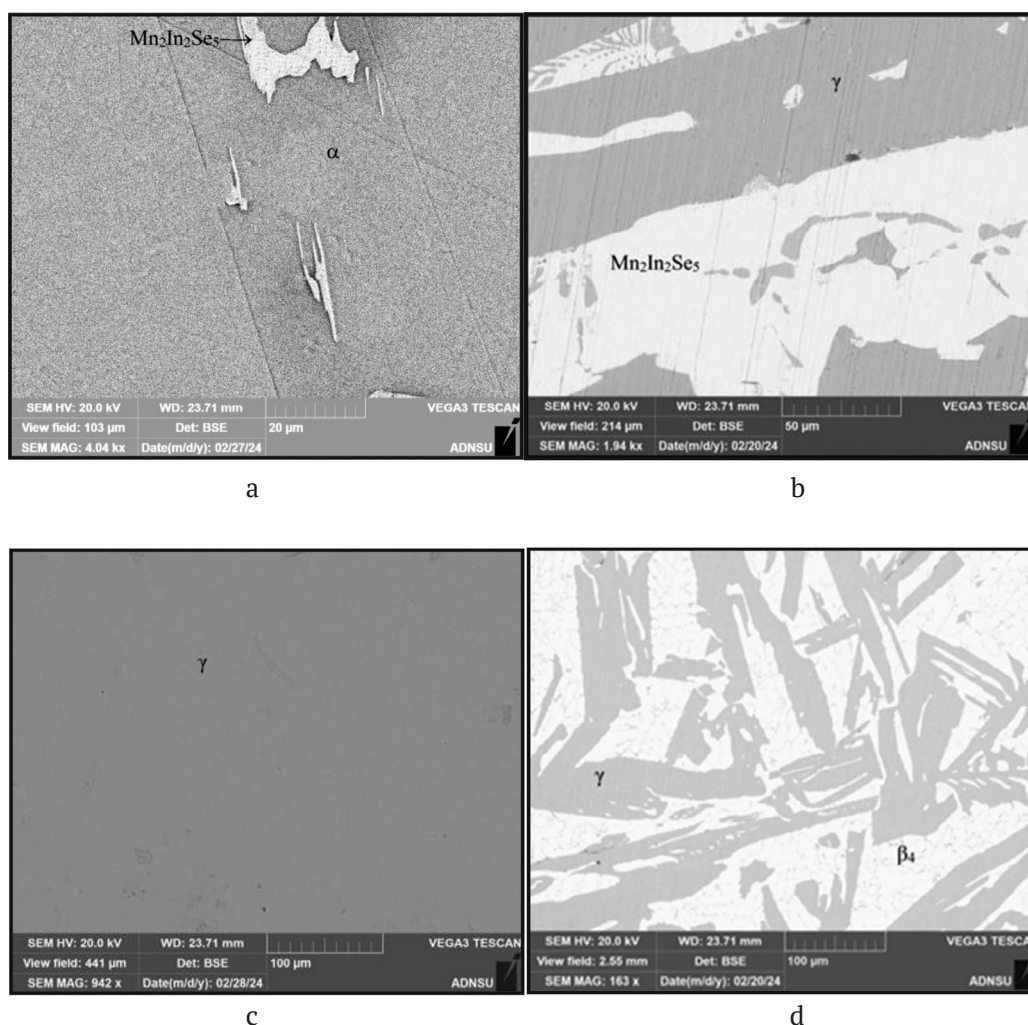 Mn₂In₂Se₅
α
SEM HV: 20.0 kV WD: 23.71 mm VEGA3 TESCAN
View field: 103 μm Det: BSE 20 μm
SEM MAG: 4.04 kx Date(m/d/y): 02/27/24 ADNSU
a
γ
Mn₂In₂Se₅
SEM HV: 20.0 kV WD: 23.71 mm VEGA3 TESCAN
View field: 214 μm Det: BSE 50 μm
SEM MAG: 1.94 kx Date(m/d/y): 02/20/24 ADNSU
b
γ
SEM HV: 20.0 kV WD: 23.71 mm VEGA3 TESCAN
View field: 441 μm Det: BSE 100 μm
SEM MAG: 942 x Date(m/d/y): 02/28/24 ADNSU
c
γ
β₄
SEM HV: 20.0 kV WD: 23.71 mm VEGA3 TESCAN
View field: 2.55 mm Det: BSE 100 μm
SEM MAG: 163 x Date(m/d/y): 02/20/24 ADNSU
d